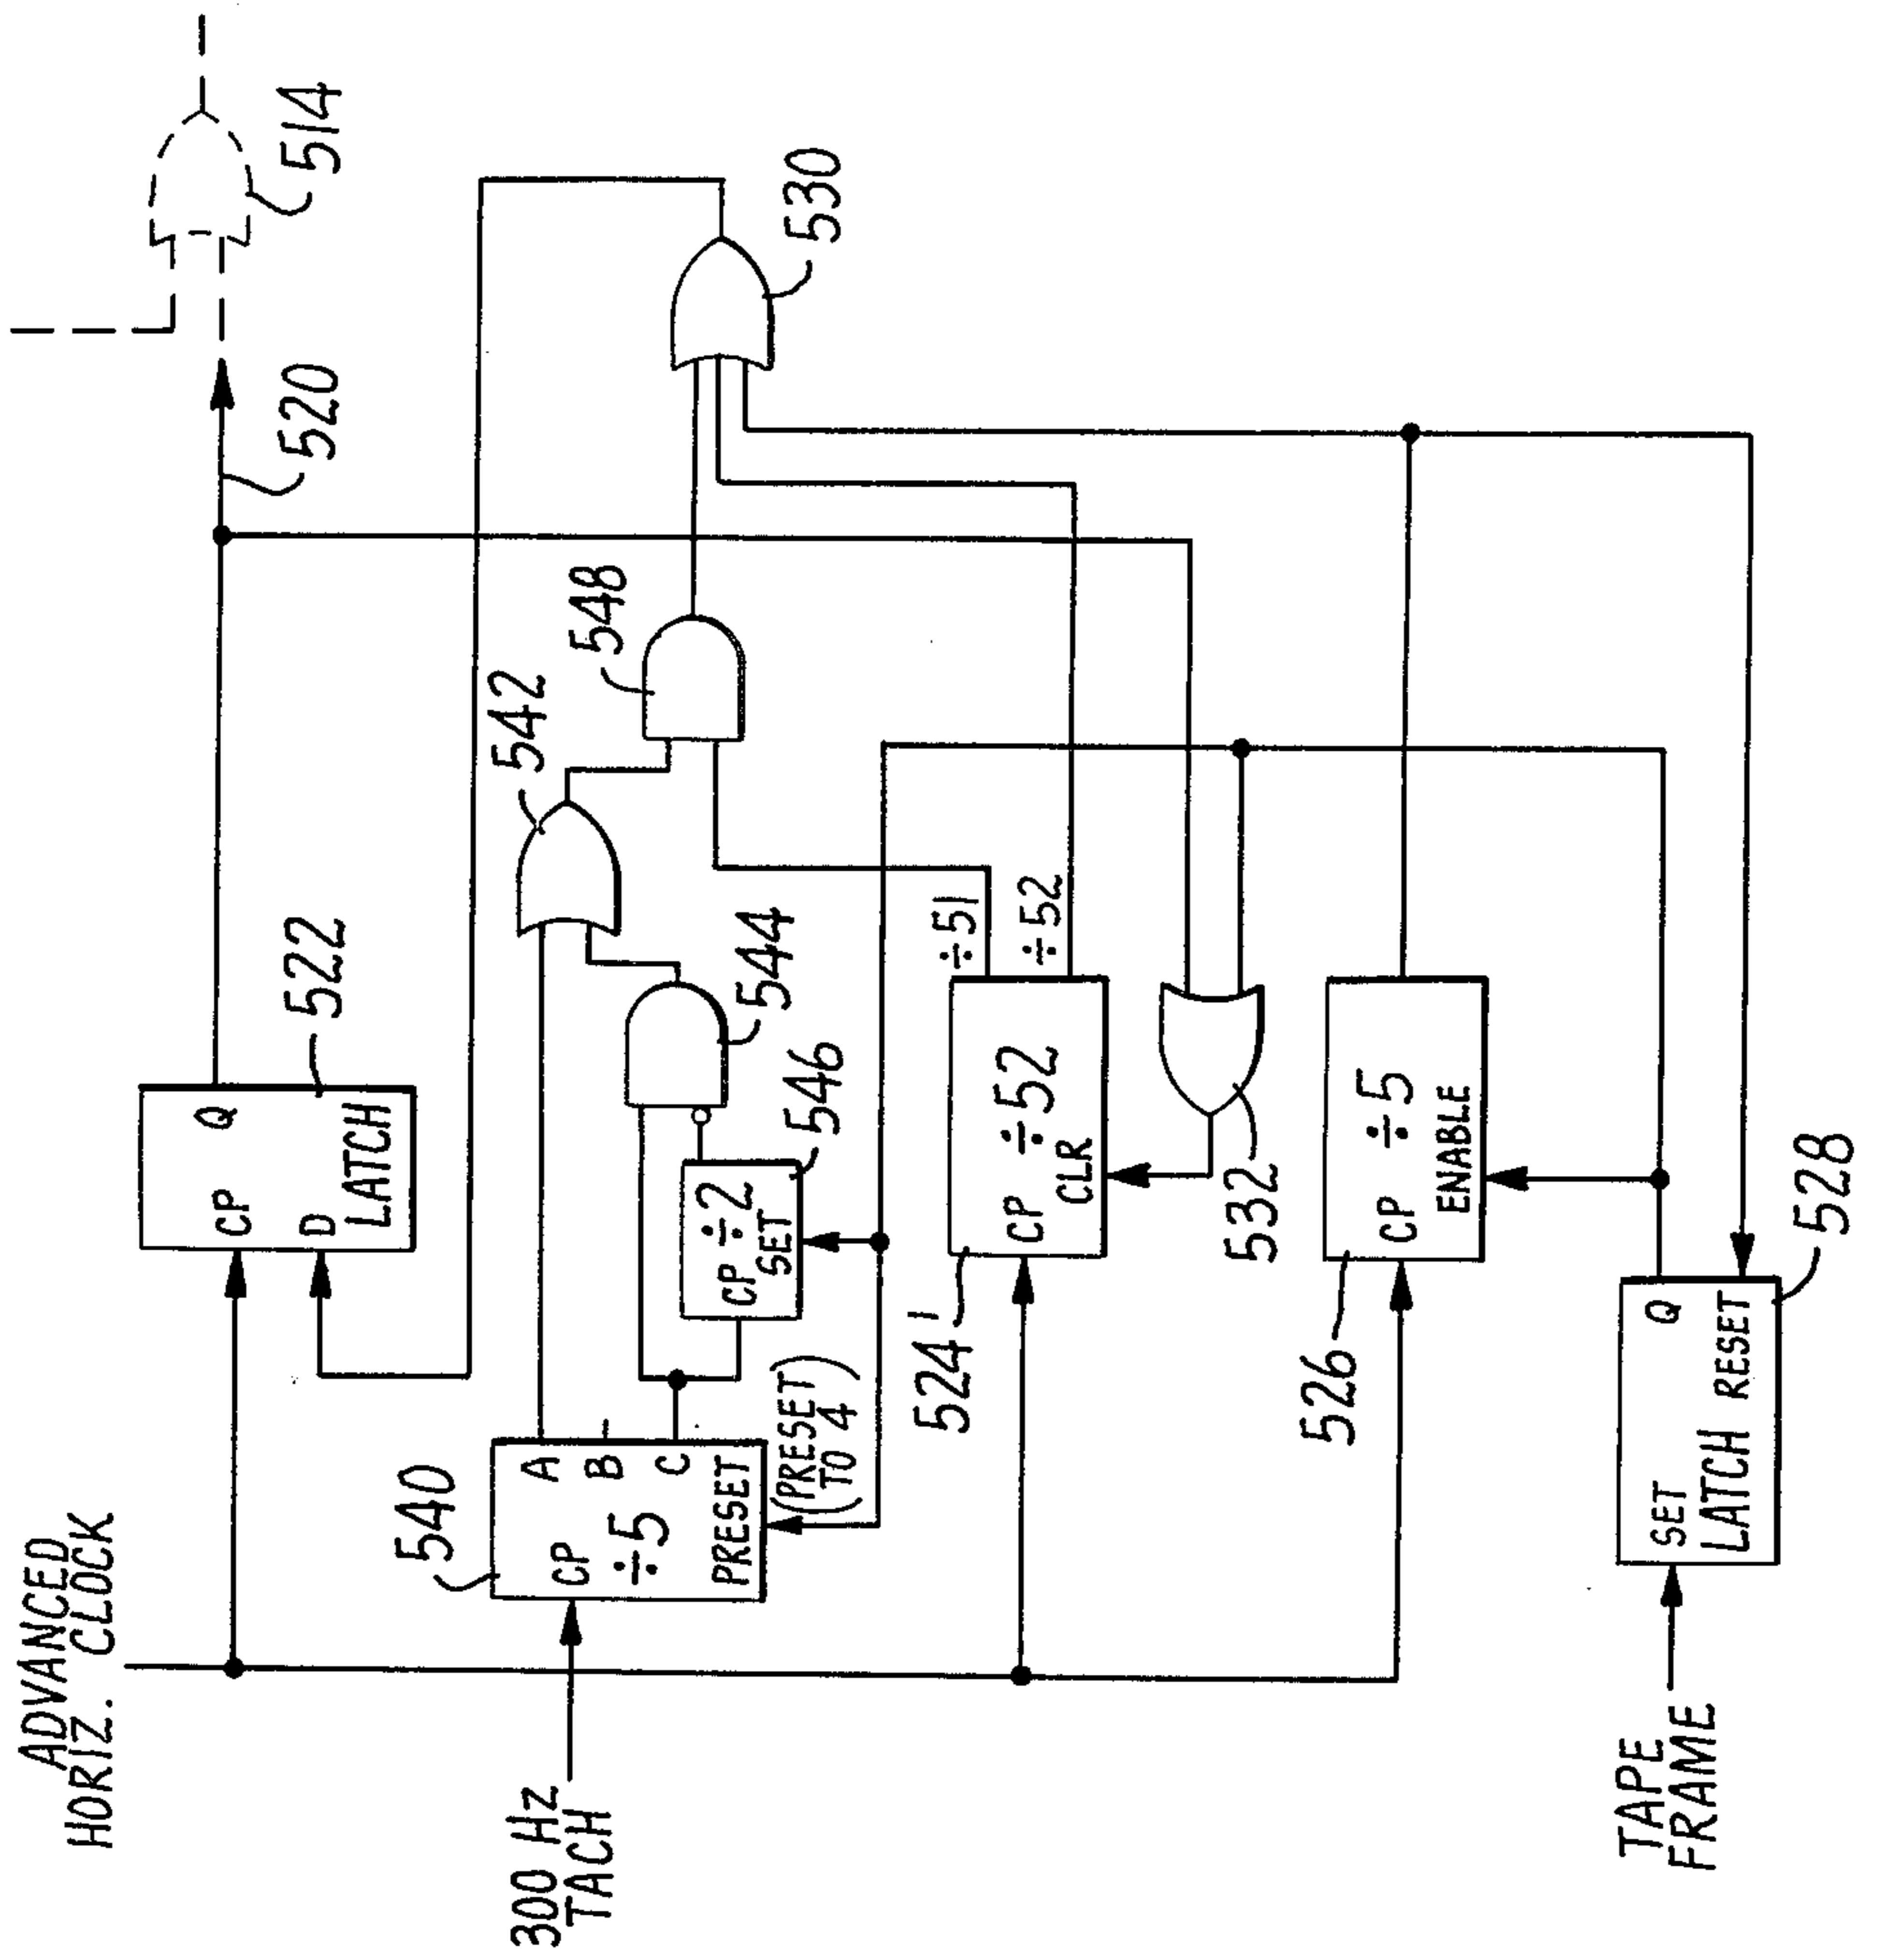 ADVANCED
HORIZ. CLOCK
CP Q
D
LATCH
522
520
514
300 Hz
TACH
540
CP
÷5
A
B
C
PRESET
(PRESET
TO 4)
CP ÷2
SET
546
544
542
548
530
524'
CP ÷52
CLR
÷51
÷52
532
526
CP ÷5
ENABLE
TAPE
FRAME
SET Q
LATCH RESET
528